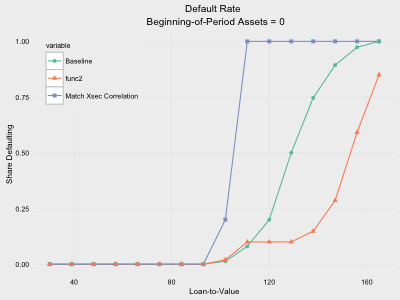 Default Rate
Beginning-of-Period Assets = 0
1.00
0.75
0.50
0.25
0.00
Share Defaulting
variable
Baseline
func2
Match Xsec Correlation
40
80
120
160
Loan-to-Value